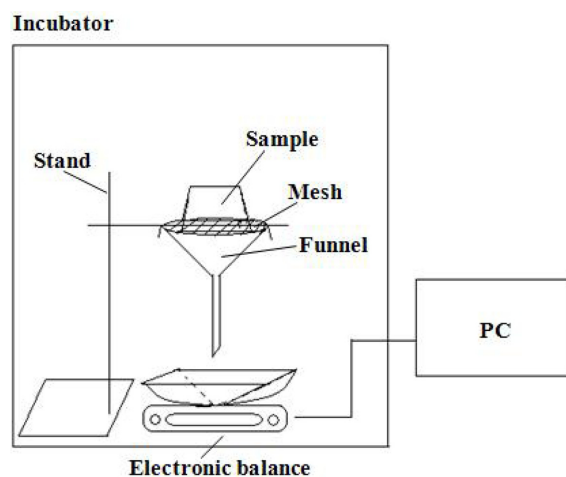 Incubator
Sample
Stand
Mesh
Funnel
PC
Electronic balance